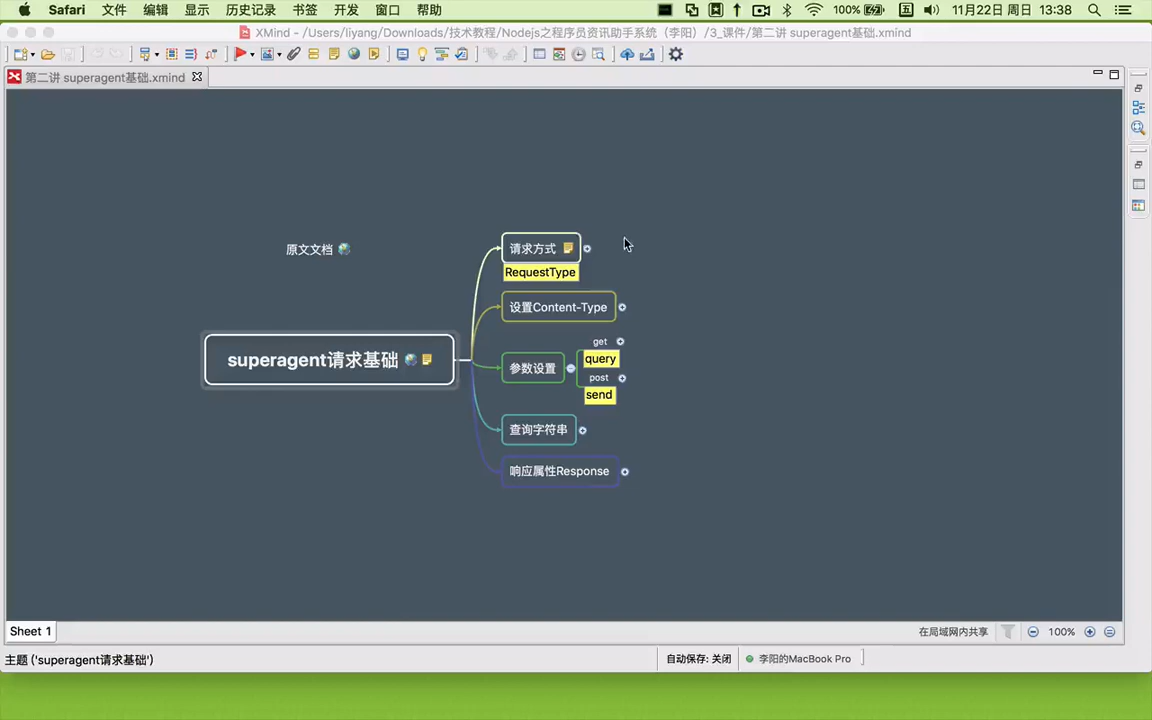 Safari 文件 编辑 显示 历史记录 书签 开发 窗口 帮助 100% 五 11月22日 周日 13:38
XMind - /Users/liyang/Downloads/技术教程/Nodejs之程序员资讯助手系统（李阳）/3_课件/第二讲 superagent基础.xmind
第二讲 superagent基础.xmind
原文文档
请求方式
RequestType
设置Content-Type
superagent请求基础
参数设置
get
query
post
send
查询字符串
响应属性Response
Sheet 1
在局域网内共享
100%
主题 ('superagent请求基础')
自动保存: 关闭
李阳的MacBook Pro